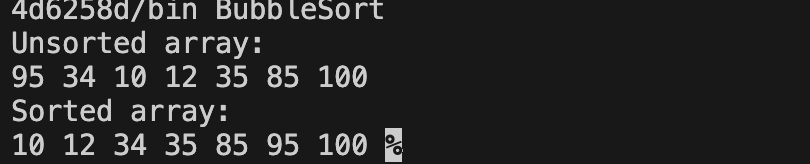 4d6258d/bin BubbleSort
Unsorted array:
95 34 10 12 35 85 100
Sorted array:
10 12 34 35 85 95 100 %